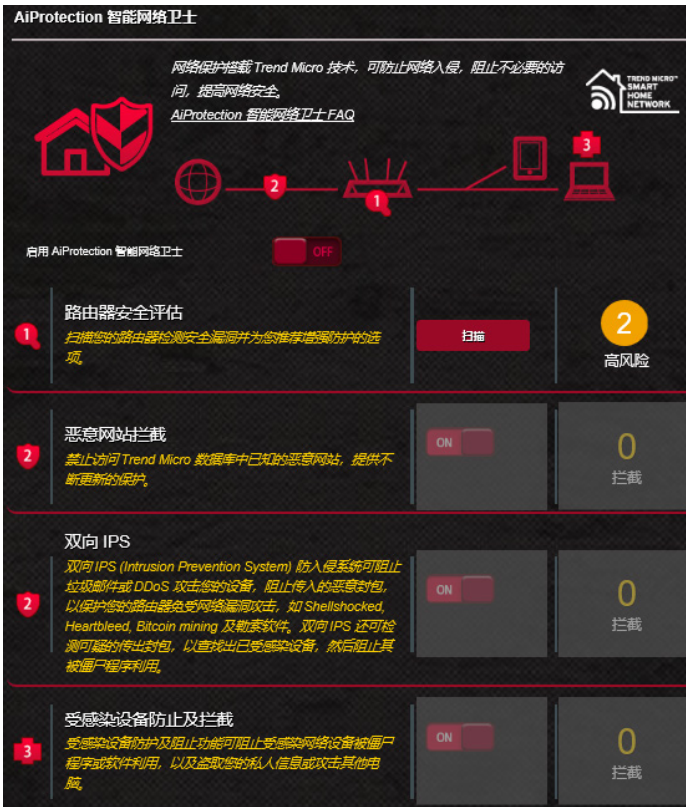 AiProtection 智能网络卫士
网络保护搭载 Trend Micro 技术，可防止网络入侵，阻止不必要的访
问，提高网络安全。
AiProtection 智能网络卫士 FAQ
TREND MICRO™
SMART
HOME
NETWORK
3
2
1
启用 AiProtection 智能网络卫士
OFF
1
路由器安全评估
扫描您的路由器检测安全漏洞并为您推荐增强防护的选
项。
扫描
2
高风险
2
恶意网站拦截
禁止访问 Trend Micro 数据库中已知的恶意网站，提供不
断更新的保护。
ON
0
拦截
2
双向 IPS
双向 IPS (Intrusion Prevention System) 防入侵系统可阻止
垃圾邮件或 DDoS 攻击您的设备，阻止传入的恶意封包，
以保护您的路由器免受网络漏洞攻击，如 Shellshocked,
Heartbleed, Bitcoin mining 及勒索软件。双向 IPS 还可检
测可疑的传出封包，以查找出已受感染设备，然后阻止其
被僵尸程序利用。
ON
0
拦截
3
受感染设备防止及拦截
受感染设备防护及阻止功能可阻止受感染网络设备被僵尸
程序或软件利用，以及盗取您的私人信息或攻击其他电
脑。
ON
0
拦截